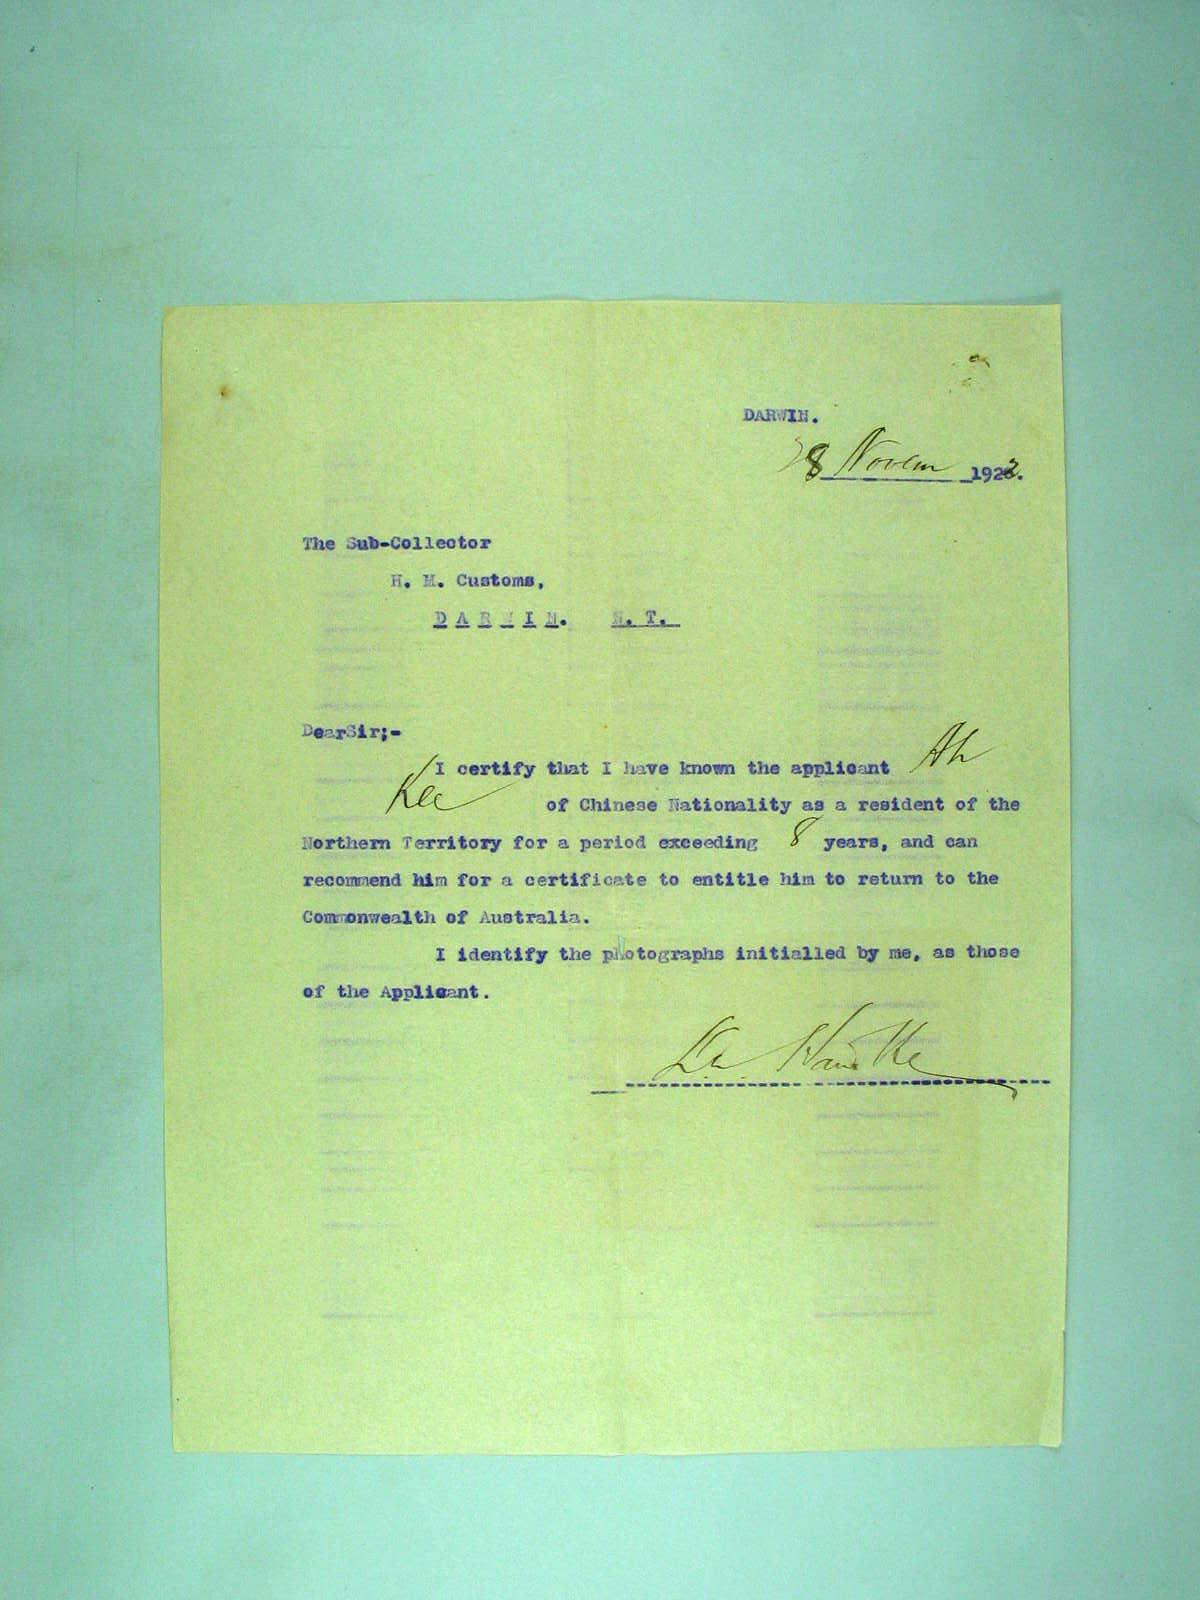 DARWIN.
8 Novem 1922.
The Sub-Collector
H. M. Customs,
DARWIN. N.T.
DearSir;-
I certify that I have known the applicant Ah
Kee of Chinese Nationality as a resident of the
Northern Territory for a period exceeding 8 years, and can
recommend him for a certificate to entitle him to return to the
Commonwealth of Australia.
I identify the photographs initialled by me, as those
of the Applicant.